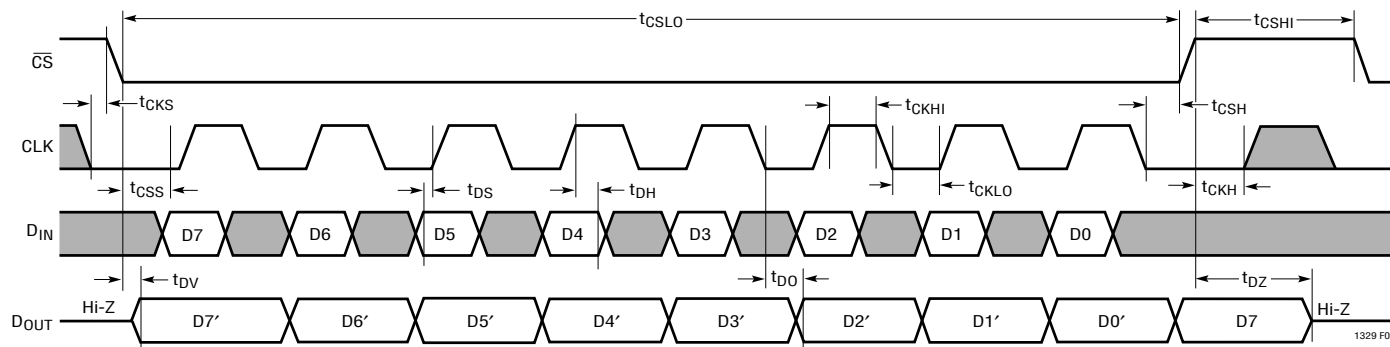 tCSLO
tCSHI
CS
tCKS
tCKHI
tCSH
CLK
tCSS
tDS
tDH
tCKLO
tCKH
DIN
D7
D6
D5
D4
D3
D2
D1
D0
tDV
tDO
tDZ
Hi-Z
Hi-Z
DOUT
D7′
D6′
D5′
D4′
D3′
D2′
D1′
D0′
D7
1329 F0